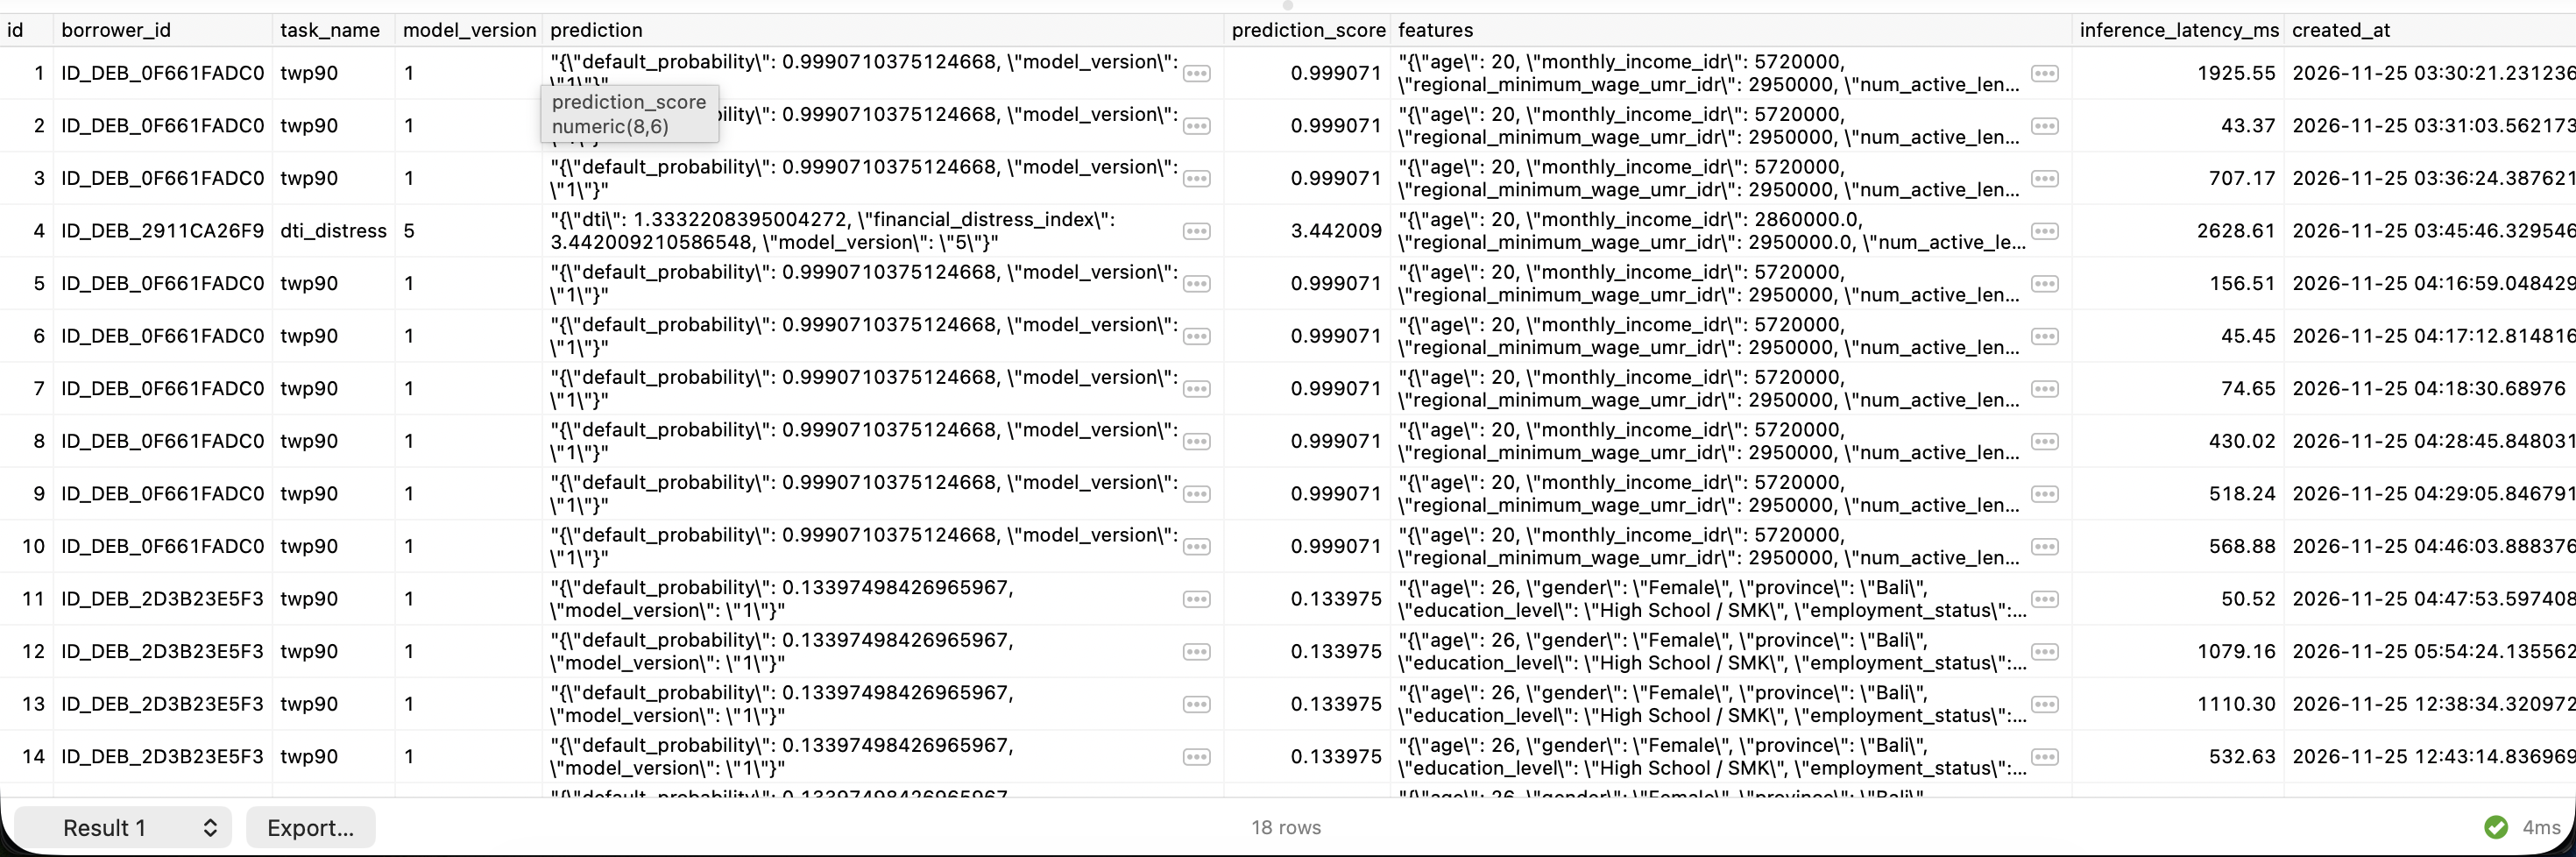 id borrower_id task_name model_version prediction prediction_score features inference_latency_ms created_at
1 ID_DEB_0F661FADC0 twp90 1 "{\"default_probability\": 0.9990710375124668, \"model_version\": 0.999071 "{\"age\": 20, \"monthly_income_idr\": 5720000, 1925.55 2026-11-25 03:30:21.231236
\"1\"}" \"regional_minimum_wage_umr_idr\": 2950000, \"num_active_len...
prediction_score
numeric(8,6)
2 ID_DEB_0F661FADC0 twp90 1 bility\": 0.9990710375124668, \"model_version\": 0.999071 "{\"age\": 20, \"monthly_income_idr\": 5720000, 43.37 2026-11-25 03:31:03.562173
\"regional_minimum_wage_umr_idr\": 2950000, \"num_active_len...
3 ID_DEB_0F661FADC0 twp90 1 "{\"default_probability\": 0.9990710375124668, \"model_version\": 0.999071 "{\"age\": 20, \"monthly_income_idr\": 5720000, 707.17 2026-11-25 03:36:24.387621
\"1\"}" \"regional_minimum_wage_umr_idr\": 2950000, \"num_active_len...
4 ID_DEB_2911CA26F9 dti_distress 5 "{\"dti\": 1.3332208395004272, \"financial_distress_index\": 3.442009 "{\"age\": 20, \"monthly_income_idr\": 2860000.0, 2628.61 2026-11-25 03:45:46.329546
3.442009210586548, \"model_version\": \"5\"}" \"regional_minimum_wage_umr_idr\": 2950000.0, \"num_active_le...
5 ID_DEB_0F661FADC0 twp90 1 "{\"default_probability\": 0.9990710375124668, \"model_version\": 0.999071 "{\"age\": 20, \"monthly_income_idr\": 5720000, 156.51 2026-11-25 04:16:59.048429
\"1\"}" \"regional_minimum_wage_umr_idr\": 2950000, \"num_active_len...
6 ID_DEB_0F661FADC0 twp90 1 "{\"default_probability\": 0.9990710375124668, \"model_version\": 0.999071 "{\"age\": 20, \"monthly_income_idr\": 5720000, 45.45 2026-11-25 04:17:12.814816
\"1\"}" \"regional_minimum_wage_umr_idr\": 2950000, \"num_active_len...
7 ID_DEB_0F661FADC0 twp90 1 "{\"default_probability\": 0.9990710375124668, \"model_version\": 0.999071 "{\"age\": 20, \"monthly_income_idr\": 5720000, 74.65 2026-11-25 04:18:30.68976
\"1\"}" \"regional_minimum_wage_umr_idr\": 2950000, \"num_active_len...
8 ID_DEB_0F661FADC0 twp90 1 "{\"default_probability\": 0.9990710375124668, \"model_version\": 0.999071 "{\"age\": 20, \"monthly_income_idr\": 5720000, 430.02 2026-11-25 04:28:45.848031
\"1\"}" \"regional_minimum_wage_umr_idr\": 2950000, \"num_active_len...
9 ID_DEB_0F661FADC0 twp90 1 "{\"default_probability\": 0.9990710375124668, \"model_version\": 0.999071 "{\"age\": 20, \"monthly_income_idr\": 5720000, 518.24 2026-11-25 04:29:05.846791
\"1\"}" \"regional_minimum_wage_umr_idr\": 2950000, \"num_active_len...
10 ID_DEB_0F661FADC0 twp90 1 "{\"default_probability\": 0.9990710375124668, \"model_version\": 0.999071 "{\"age\": 20, \"monthly_income_idr\": 5720000, 568.88 2026-11-25 04:46:03.888376
\"1\"}" \"regional_minimum_wage_umr_idr\": 2950000, \"num_active_len...
11 ID_DEB_2D3B23E5F3 twp90 1 "{\"default_probability\": 0.13397498426965967, 0.133975 "{\"age\": 26, \"gender\": \"Female\", \"province\": \"Bali\", 50.52 2026-11-25 04:47:53.597408
\"model_version\": \"1\"}" \"education_level\": \"High School / SMK\", \"employment_status\":...
12 ID_DEB_2D3B23E5F3 twp90 1 "{\"default_probability\": 0.13397498426965967, 0.133975 "{\"age\": 26, \"gender\": \"Female\", \"province\": \"Bali\", 1079.16 2026-11-25 05:54:24.135562
\"model_version\": \"1\"}" \"education_level\": \"High School / SMK\", \"employment_status\":...
13 ID_DEB_2D3B23E5F3 twp90 1 "{\"default_probability\": 0.13397498426965967, 0.133975 "{\"age\": 26, \"gender\": \"Female\", \"province\": \"Bali\", 1110.30 2026-11-25 12:38:34.320972
\"model_version\": \"1\"}" \"education_level\": \"High School / SMK\", \"employment_status\":...
14 ID_DEB_2D3B23E5F3 twp90 1 "{\"default_probability\": 0.13397498426965967, 0.133975 "{\"age\": 26, \"gender\": \"Female\", \"province\": \"Bali\", 532.63 2026-11-25 12:43:14.836969
\"model_version\": \"1\"}" \"education_level\": \"High School / SMK\", \"employment_status\":...
"{\"default_probability\": 0.13397498426965967, "{\"age\": 26, \"gender\": \"Female\", \"province\": \"Bali\",
Result 1 Export... 18 rows 4ms